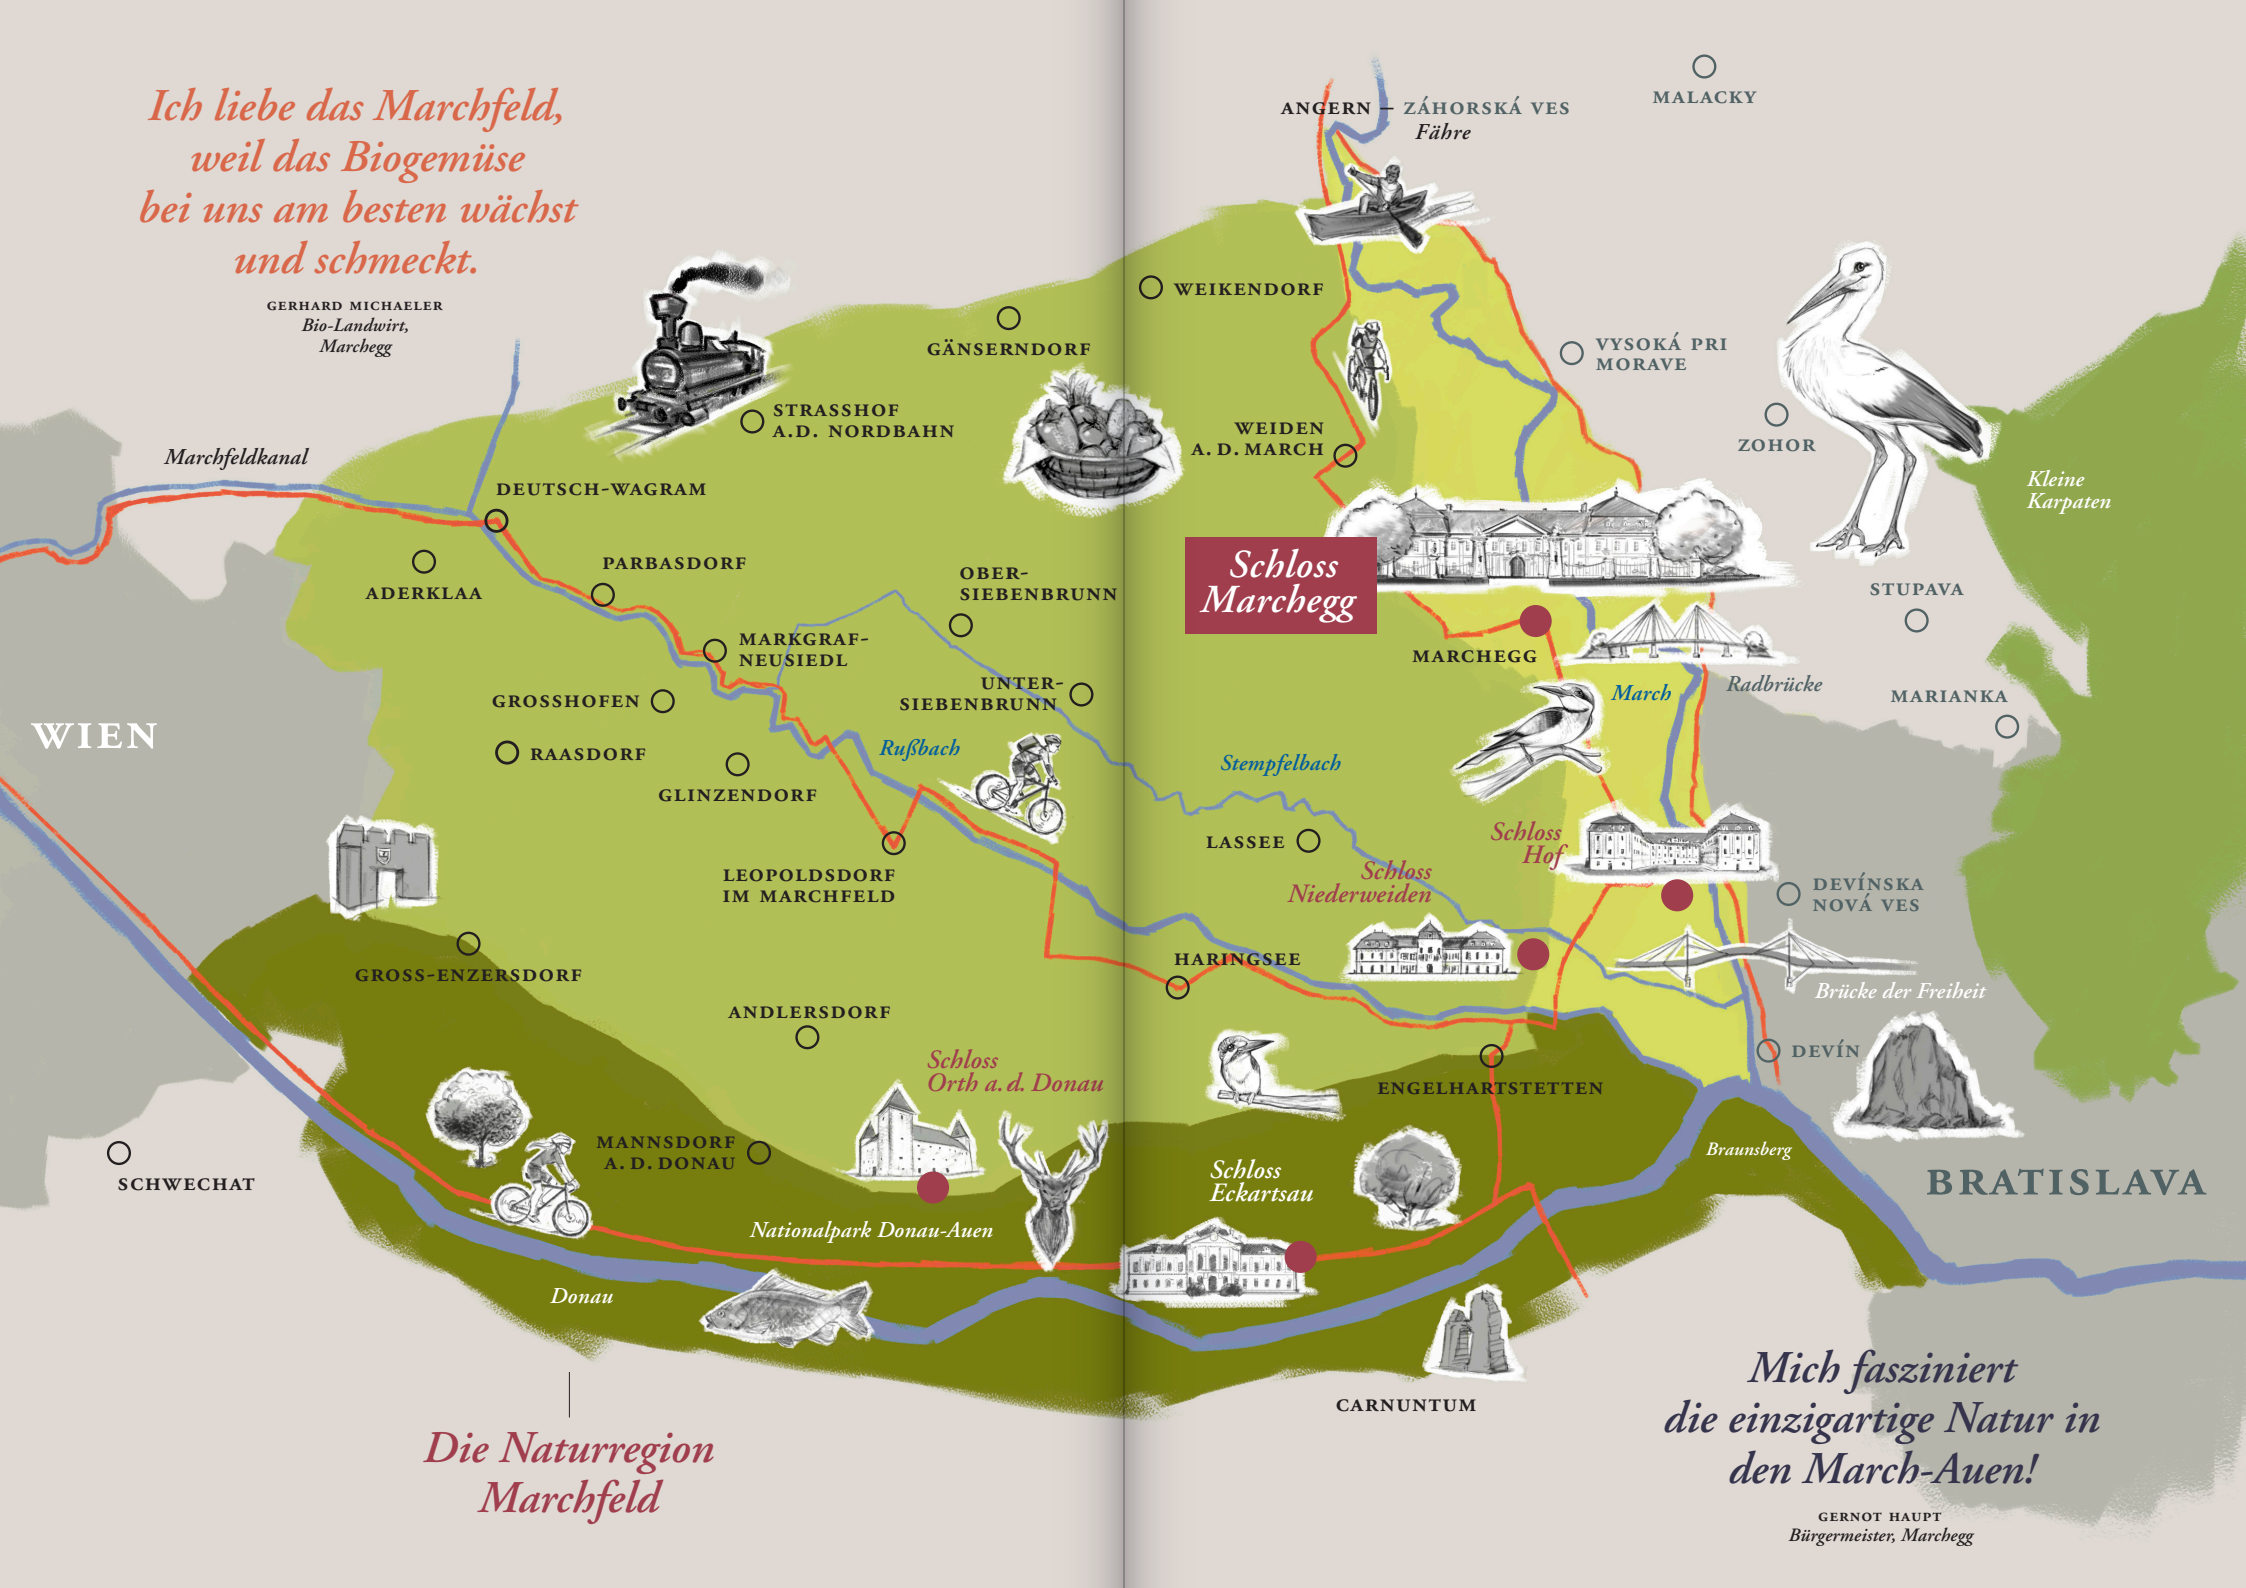 Ich liebe das Marchfeld,
weil das Biogemüse
bei uns am besten wächst
und schmeckt.
GERHARD MICHAELER
Bio-Landwirt,
Marchegg
Marchfeldkanal
WIEN
SCHWECHAT
DEUTSCH-WAGRAM
ADERKLAA
PARBASDORF
STRASSHOF
A.D. NORDBAHN
GÄNSERNDORF
MARKGRAF-
NEUSIEDL
GROSSHOFEN
RAASDORF
GLINZENDORF
OBER-
SIEBENBRUNN
UNTER-
SIEBENBRUNN
Rußbach
LEOPOLDSDORF
IM MARCHFELD
GROSS-ENZERSDORF
ANDLERSDORF
Schloss
Orth a. d. Donau
MANNSDORF
A. D. DONAU
Nationalpark Donau-Auen
Donau
Die Naturregion
Marchfeld
ANGERN – ZÁHORSKÁ VES
Fähre
MALACKY
WEIKENDORF
VYSOKÁ PRI
MORAVE
WEIDEN
A. D. MARCH
ZOHOR
Kleine
Karpaten
Schloss
Marchegg
STUPAVA
MARCHEGG
March
Radbrücke
MARIANKA
Stempfelbach
LASSEE
Schloss
Hof
Schloss
Niederweiden
DEVÍNSKA
NOVÁ VES
HARINGSEE
Brücke der Freiheit
DEVÍN
ENGELHARTSTETTEN
Braunsberg
Schloss
Eckartsau
BRATISLAVA
CARNUNTUM
Mich fasziniert
die einzigartige Natur in
den March-Auen!
GERNOT HAUPT
Bürgermeister, Marchegg